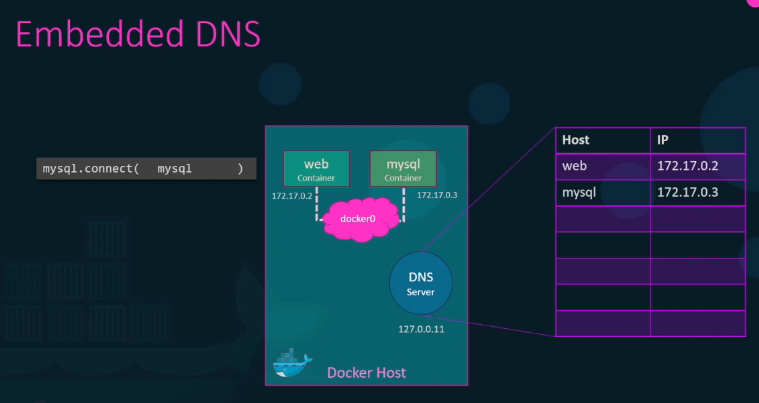 Embedded DNS
mysql.connect( mysql )
web
Container
172.17.0.2
mysql
Container
172.17.0.3
docker0
DNS
Server
127.0.0.11
Docker Host
Host IP
web 172.17.0.2
mysql 172.17.0.3